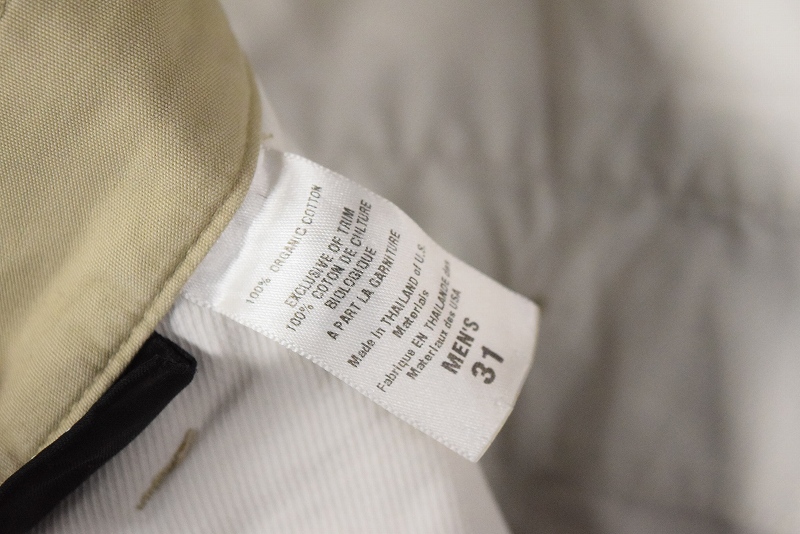 100% ORGANIC COTTON
EXCLUSIVE OF TRIM
100% COTON DE CULTURE
BIOLOGIQUE
A PART LA GARNITURE
Made in THAILAND of U.S.
Materials
Fabrique EN THAILANDE des
Materiaux des USA
MEN'S
31